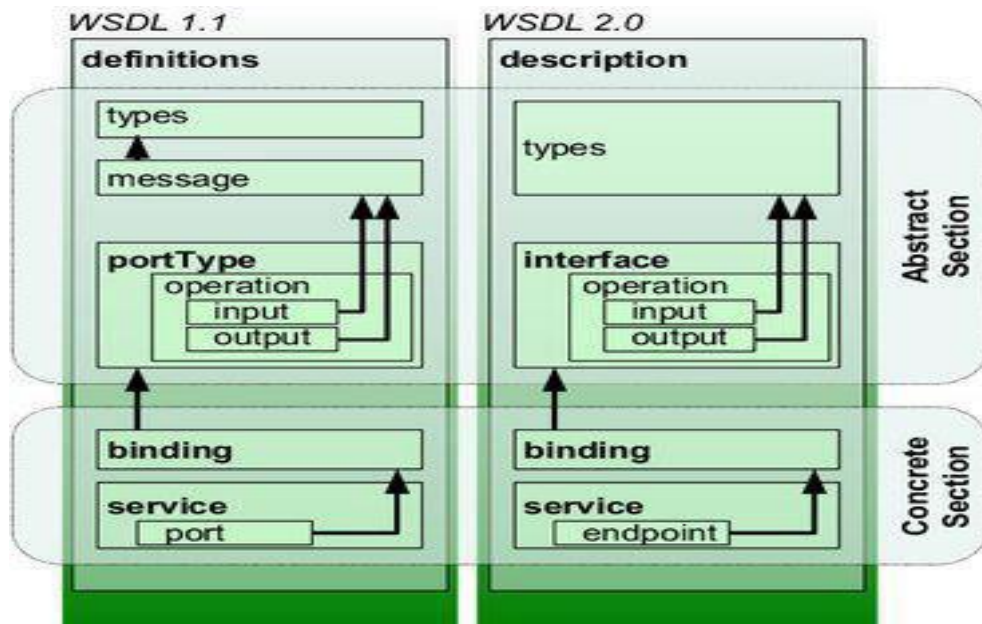 WSDL 1.1
definitions
types
message
portType
operation
input
output
binding
service
port
WSDL 2.0
description
types
interface
operation
input
output
binding
service
endpoint
Abstract
Section
Concrete
Section